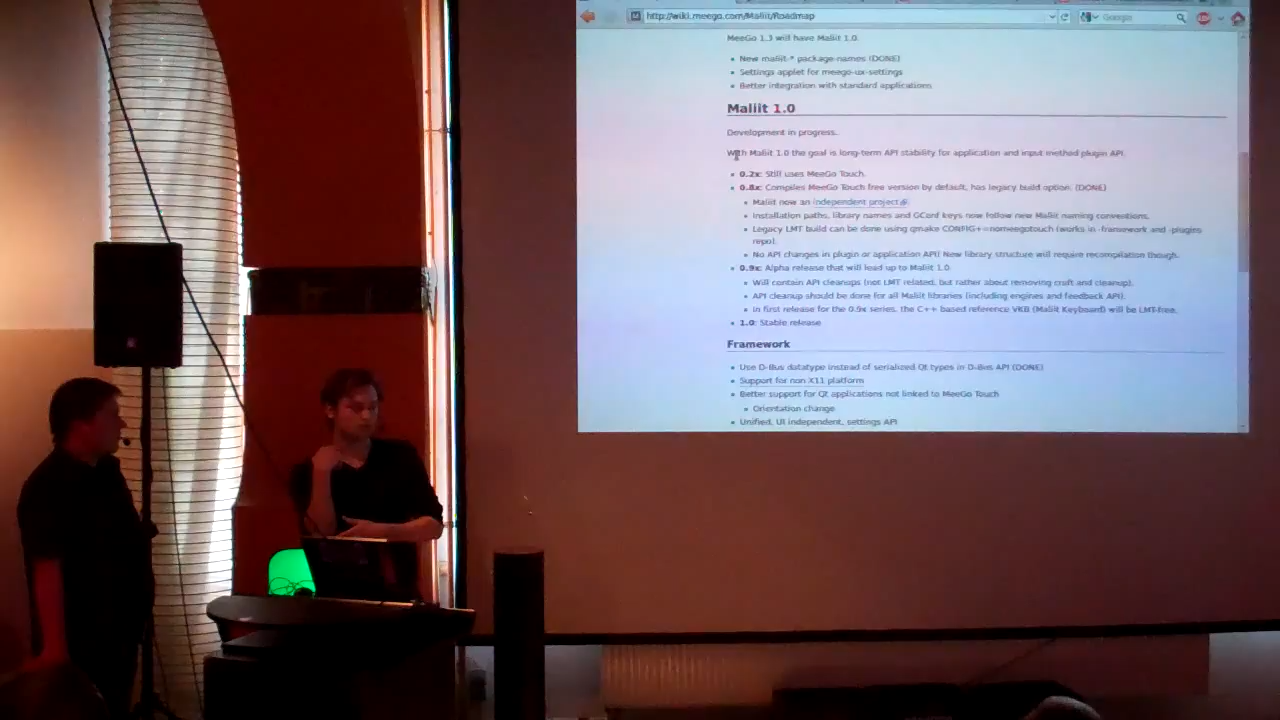 http://wiki.meego.com/Maliit/Roadmap
Google
MeeGo 1.3 will have Maliit 1.0.
New maliit-* package-names (DONE)
Settings applet for meego-ux-settings
Better integration with standard applications
Maliit 1.0
Development in progress.
With Maliit 1.0 the goal is long-term API stability for application and input method plugin API.
0.2x: Still uses MeeGo Touch.
0.8x: Compiles MeeGo Touch free version by default, has legacy build option. (DONE)
Maliit now an independent project.
Installation paths, library names and GConf keys now follow new Maliit naming conventions.
Legacy LMT build can be done using qmake CONFIG+=nomeegotouch (works in -framework and -plugins
repo).
No API changes in plugin or application API! New library structure will require recompilation though.
0.9x: Alpha release that will lead up to Maliit 1.0.
Will contain API cleanups (not LMT related, but rather about removing cruft and cleanup).
API cleanup should be done for all Maliit libraries (including engines and feedback API).
In first release for the 0.9x series, the C++ based reference VKB (Maliit Keyboard) will be LMT-free.
1.0: Stable release
Framework
Use D-Bus datatype instead of serialized Qt types in D-Bus API (DONE)
Support for non X11 platform
Better support for Qt applications not linked to MeeGo Touch
Orientation change
Unified, UI independent, settings API